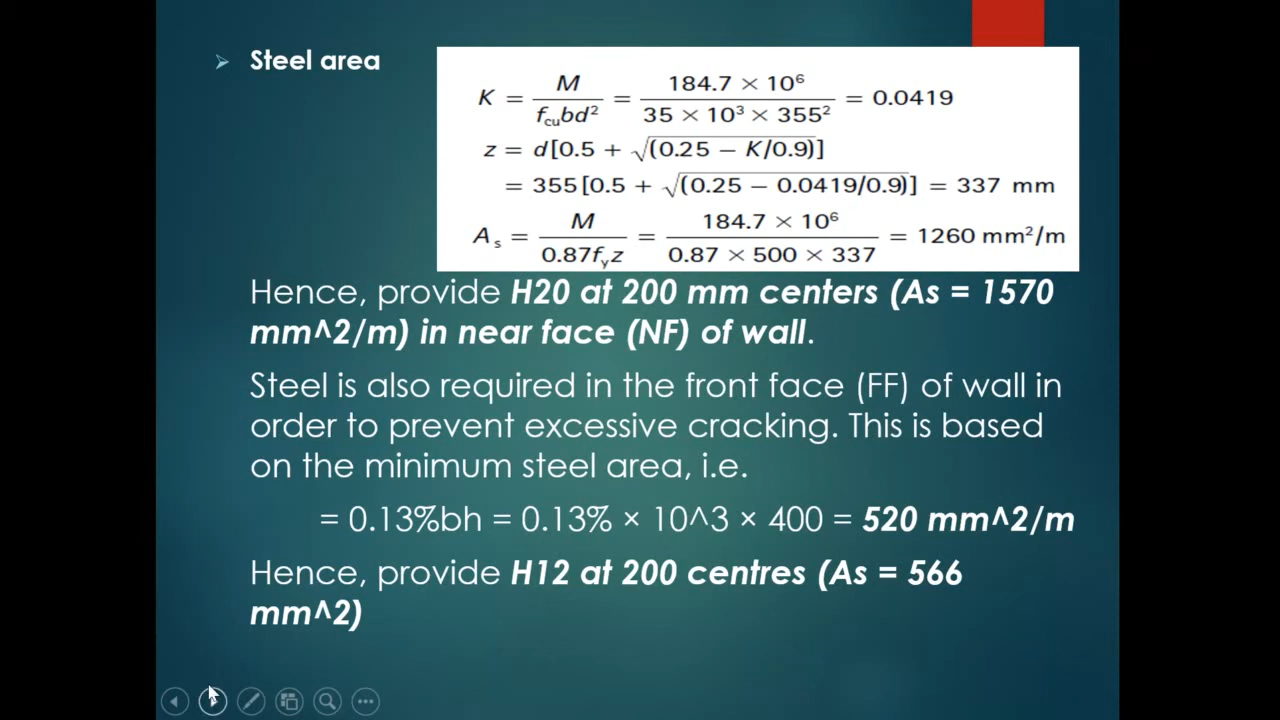 ➢ Steel area
K = M / f_cu bd² = 184.7 × 10⁶ / 35 × 10³ × 355² = 0.0419
z = d[0.5 + √(0.25 − K/0.9)]
= 355[0.5 + √(0.25 − 0.0419/0.9)] = 337 mm
A_s = M / 0.87f_y z = 184.7 × 10⁶ / 0.87 × 500 × 337 = 1260 mm²/m
Hence, provide H20 at 200 mm centers (As = 1570
mm^2/m) in near face (NF) of wall.
Steel is also required in the front face (FF) of wall in
order to prevent excessive cracking. This is based
on the minimum steel area, i.e.
= 0.13%bh = 0.13% × 10^3 × 400 = 520 mm^2/m
Hence, provide H12 at 200 centres (As = 566
mm^2)